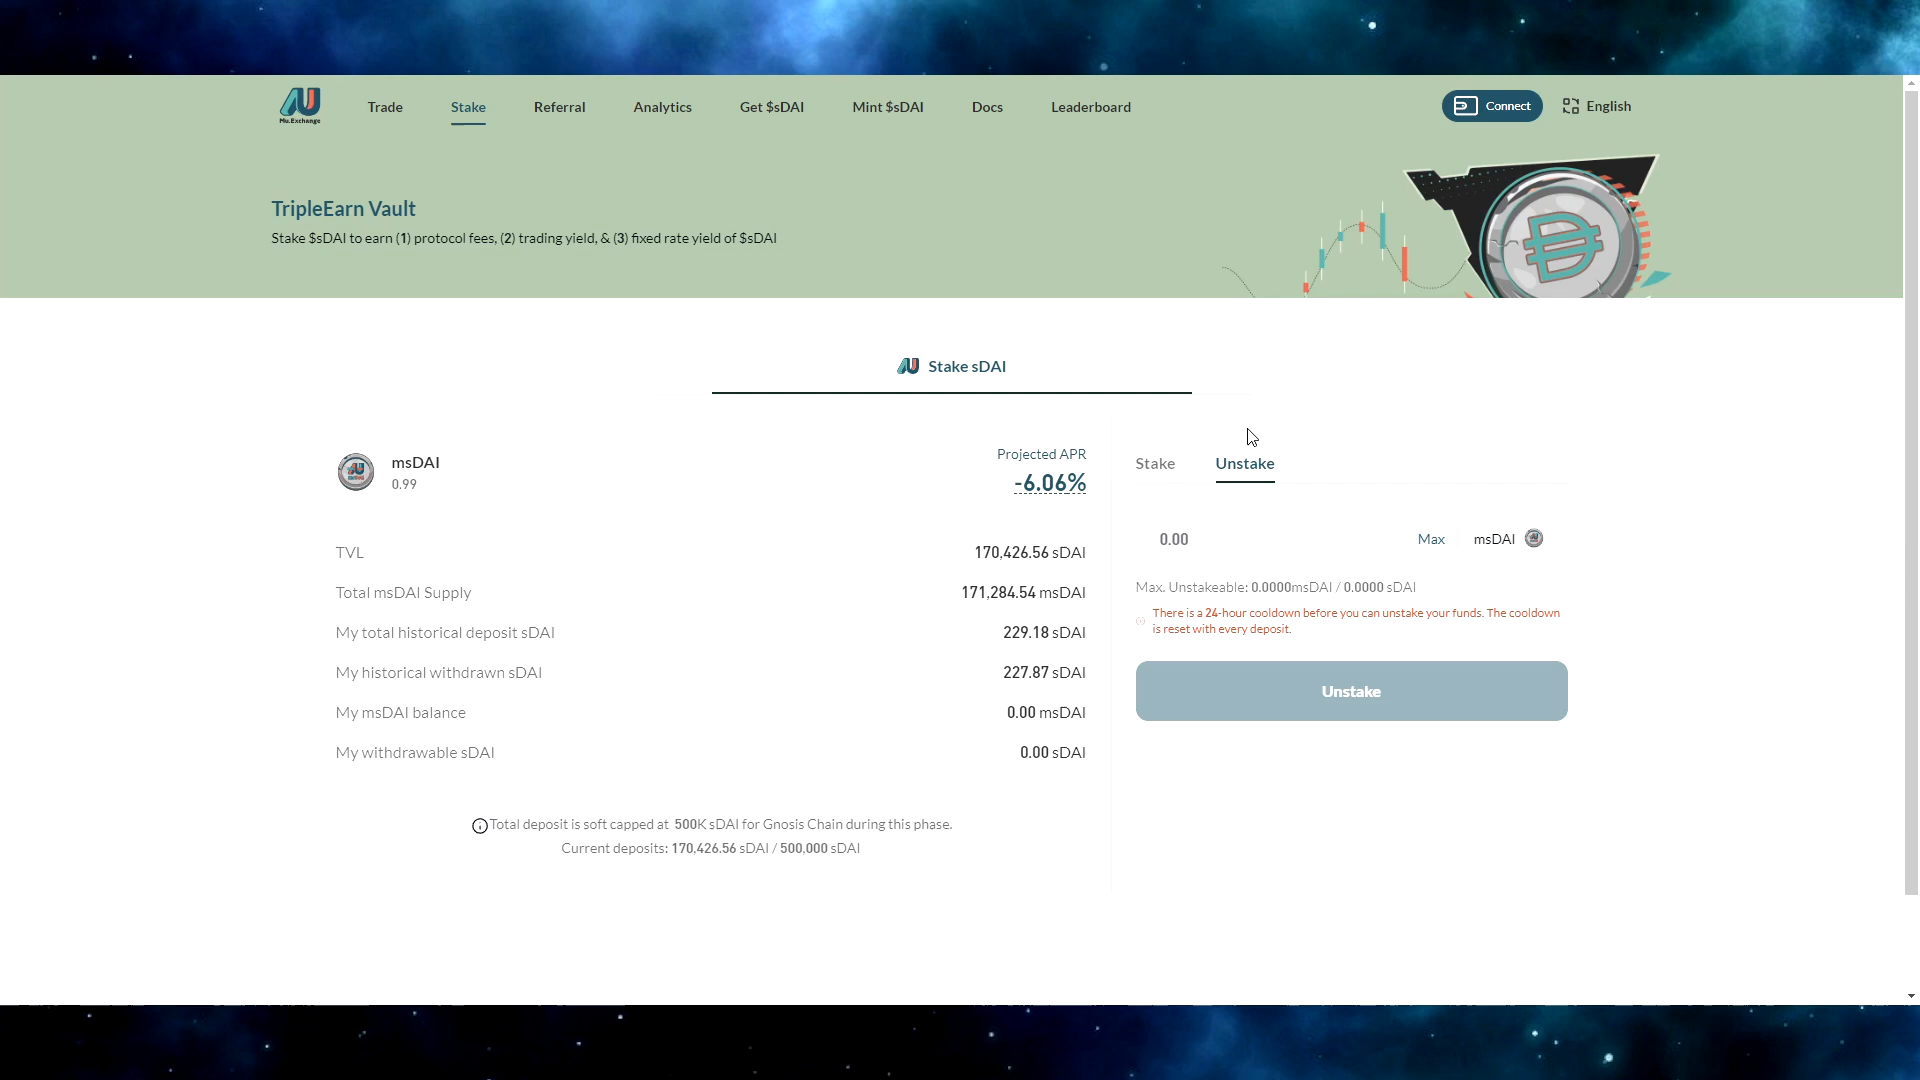 Mu.Exchange
Trade
Stake
Referral
Analytics
Get $sDAI
Mint $sDAI
Docs
Leaderboard
Connect
English
TripleEarn Vault
Stake $sDAI to earn (1) protocol fees, (2) trading yield, & (3) fixed rate yield of $sDAI
Stake sDAI
msDAI
0.99
Projected APR
-6.06%
TVL
170,426.56 sDAI
Total msDAI Supply
171,284.54 msDAI
My total historical deposit sDAI
229.18 sDAI
My historical withdrawn sDAI
227.87 sDAI
My msDAI balance
0.00 msDAI
My withdrawable sDAI
0.00 sDAI
Total deposit is soft capped at 500K sDAI for Gnosis Chain during this phase.
Current deposits: 170,426.56 sDAI / 500,000 sDAI
Stake
Unstake
0.00
Max
msDAI
Max. Unstakeable: 0.0000msDAI / 0.0000 sDAI
There is a 24-hour cooldown before you can unstake your funds. The cooldown
is reset with every deposit.
Unstake